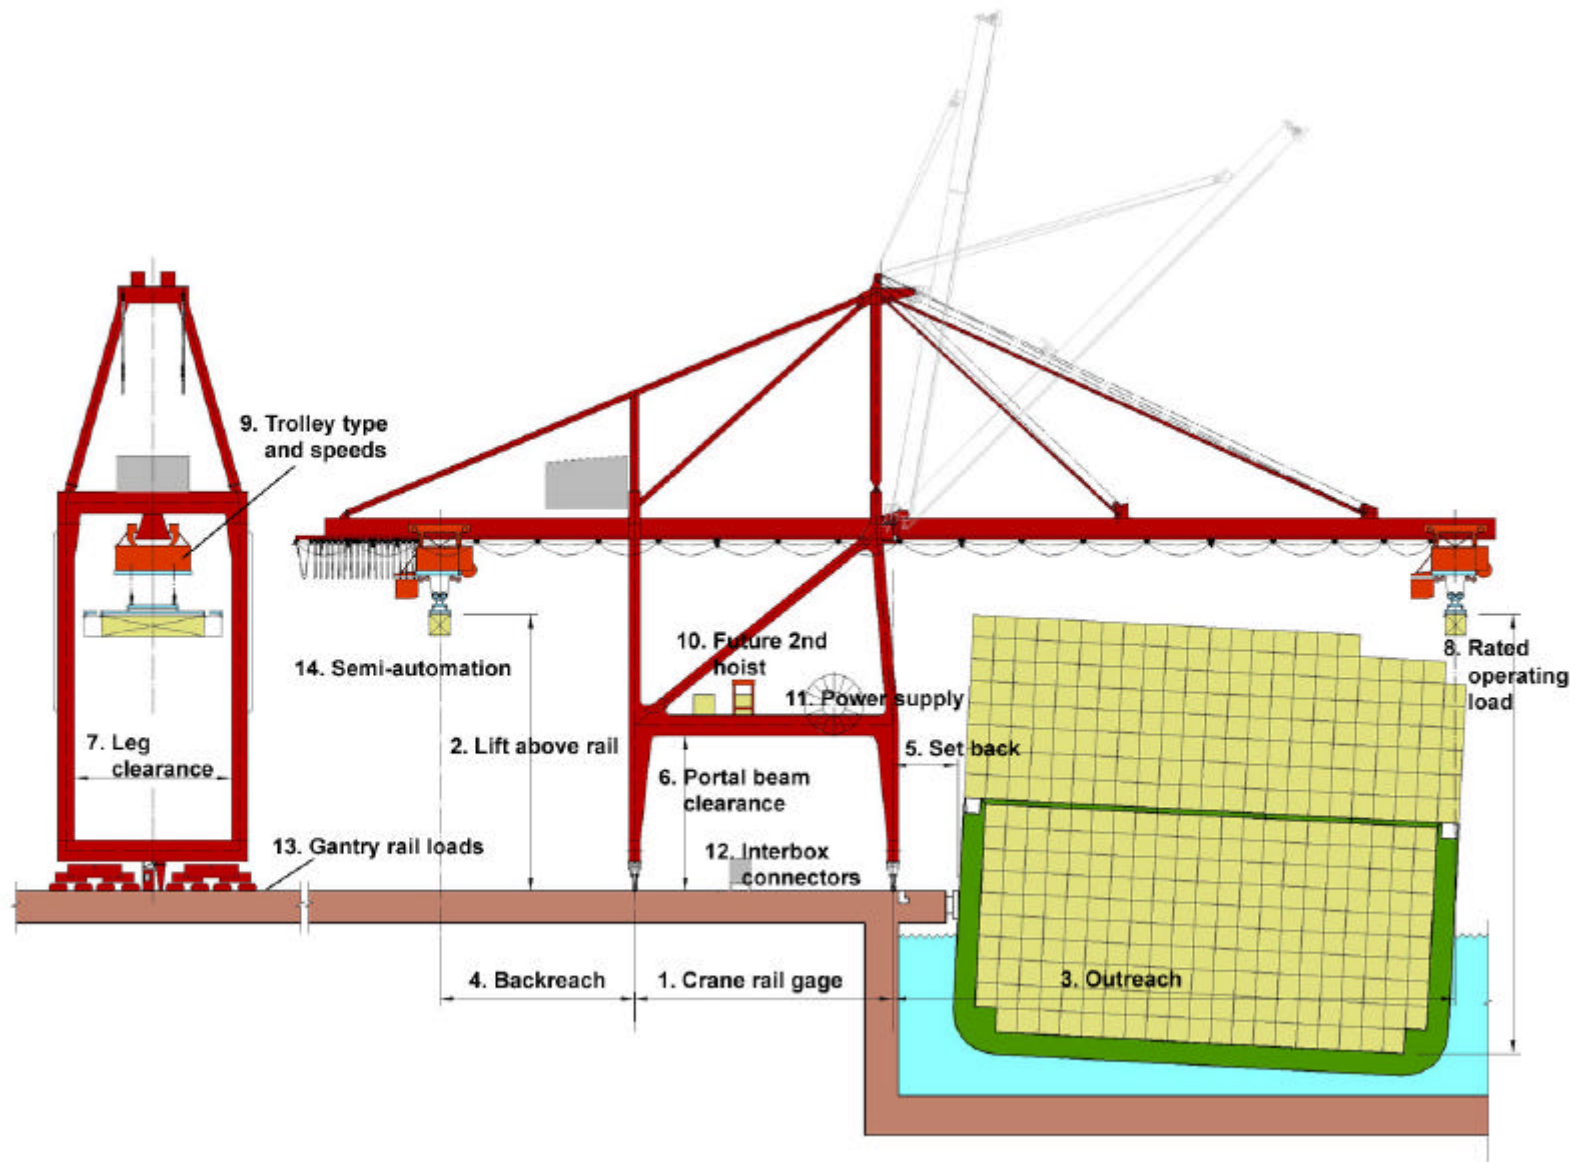 9. Trolley type
and speeds
14. Semi-automation
10. Future 2nd
hoist
11. Power supply
8. Rated
operating
load
7. Leg
clearance
2. Lift above rail
5. Set back
6. Portal beam
clearance
13. Gantry rail loads
12. Interbox
connectors
4. Backreach
1. Crane rail gage
3. Outreach